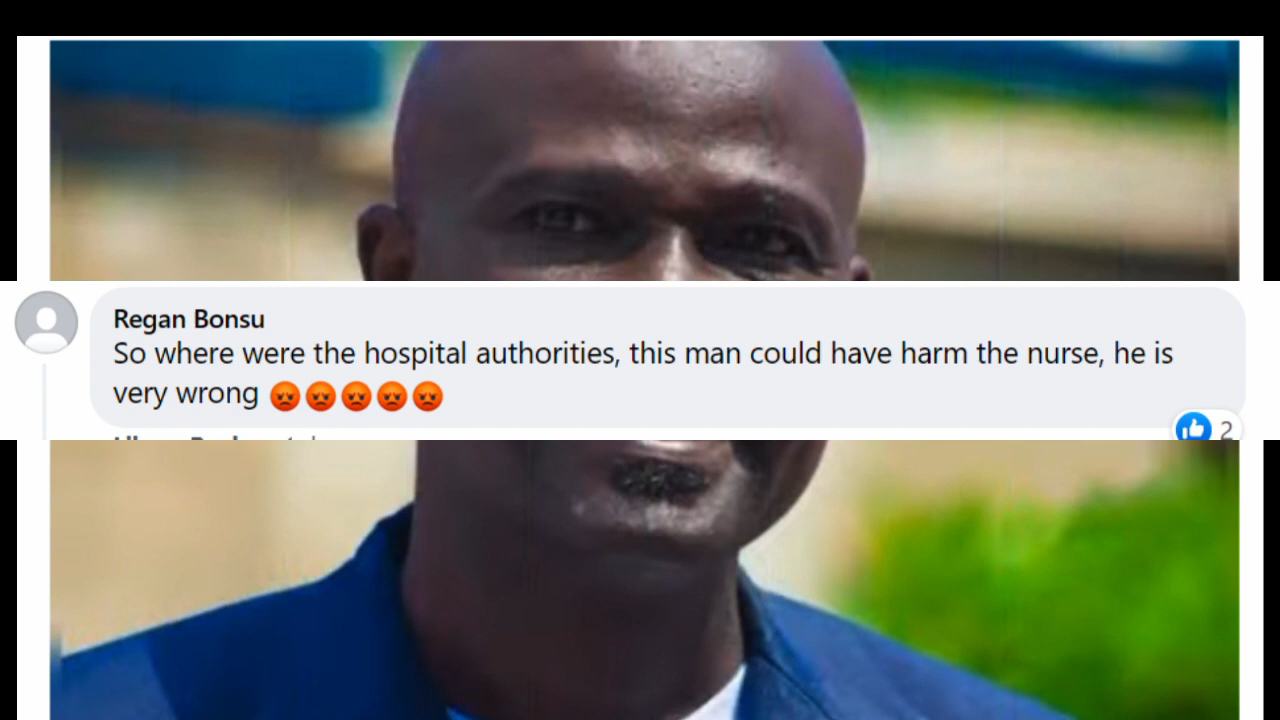 Regan Bonsu
So where were the hospital authorities, this man could have harm the nurse, he is
very wrong 😡😡😡😡😡
2